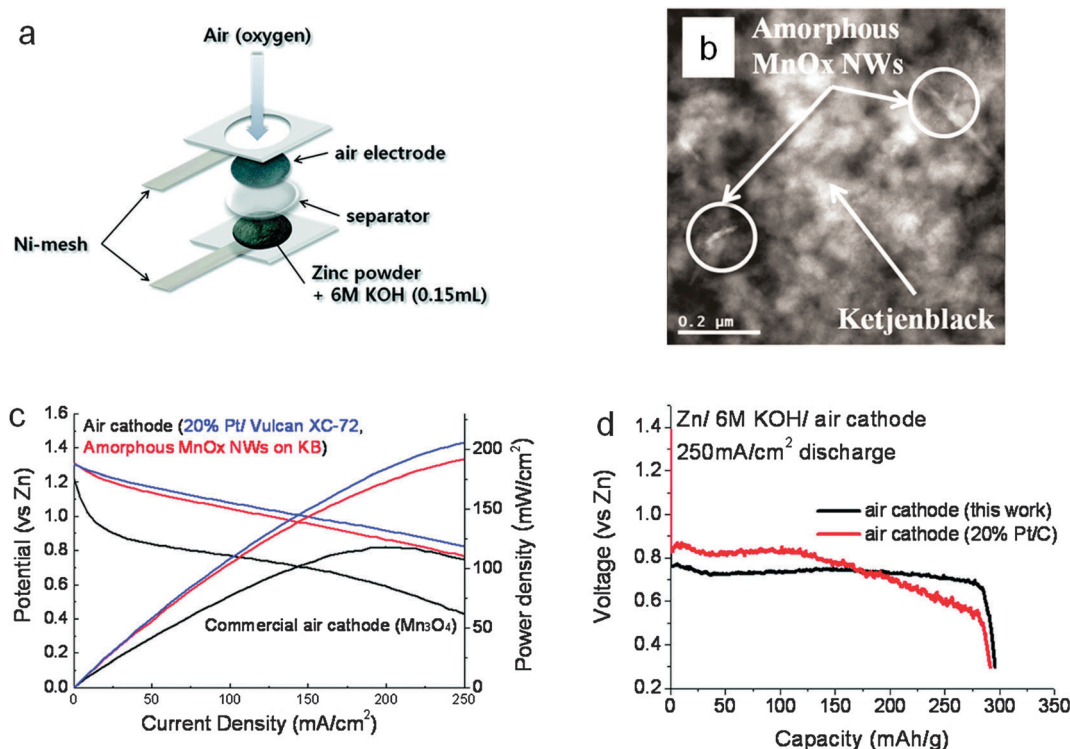 a
Air (oxygen)
air electrode
separator
Ni-mesh
Zinc powder
+ 6M KOH (0.15mL)
b
Amorphous
MnOx NWs
Ketjenblack
0.2 μm
c
Potential (vs Zn)
1.6
1.4
1.2
1.0
0.8
0.6
0.4
0.2
0.0
Air cathode (20% Pt/ Vulcan XC-72,
Amorphous MnOx NWs on KB)
Commercial air cathode (Mn₃O₄)
200
150
100
50
0
Power density (mW/cm²)
0 50 100 150 200 250
Current Density (mA/cm²)
d
Voltage (vs Zn)
1.4
1.2
1.0
0.8
0.6
0.4
0.2
Zn/ 6M KOH/ air cathode
250mA/cm² discharge
air cathode (this work)
air cathode (20% Pt/C)
0 50 100 150 200 250 300 350
Capacity (mAh/g)